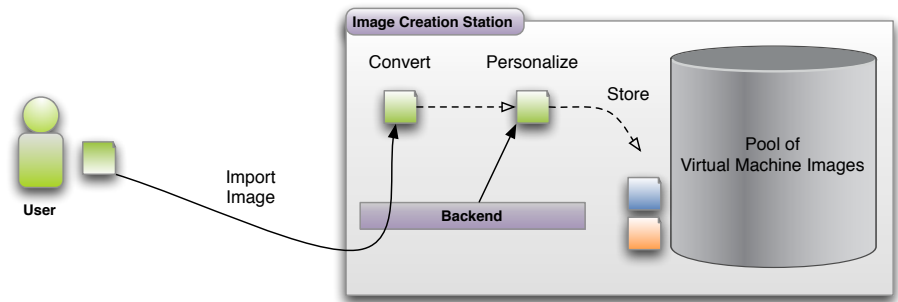 Image Creation Station
Convert
Personalize
Store
Pool of
Virtual Machine Images
Import
Image
User
Backend